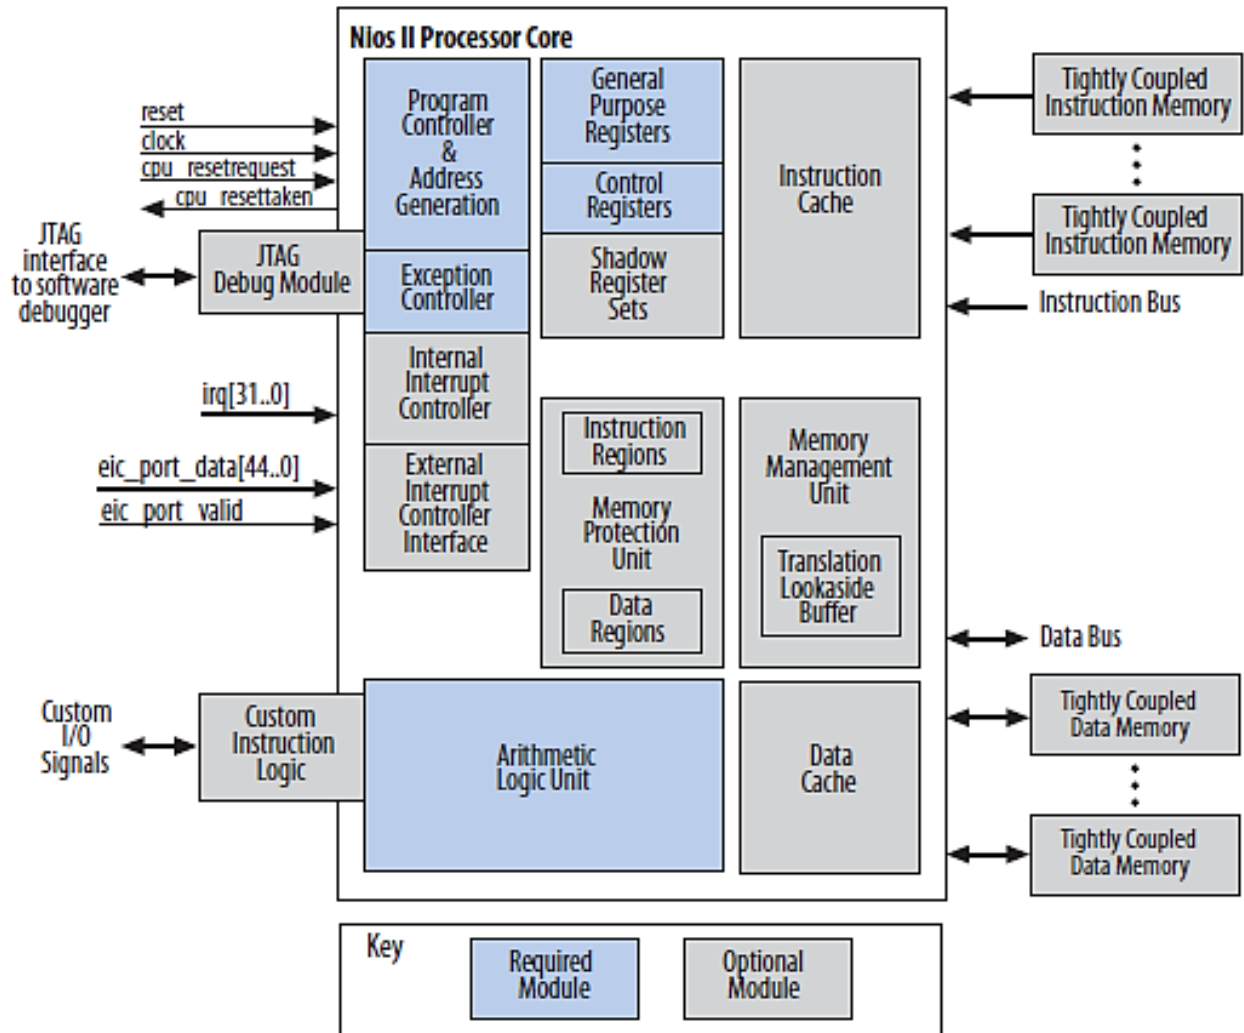 Nios II Processor Core
reset
clock
cpu_resetrequest
cpu_resettaken
JTAG
interface
to software
debugger
JTAG
Debug Module
irq[31..0]
eic_port_data[44..0]
eic_port_valid
Custom
I/O
Signals
Custom
Instruction
Logic
Program
Controller
&
Address
Generation
Exception
Controller
Internal
Interrupt
Controller
External
Interrupt
Controller
Interface
General
Purpose
Registers
Control
Registers
Shadow
Register
Sets
Instruction
Cache
Instruction
Regions
Memory
Protection
Unit
Data
Regions
Memory
Management
Unit
Translation
Lookaside
Buffer
Arithmetic
Logic Unit
Data
Cache
Tightly Coupled
Instruction Memory
Tightly Coupled
Instruction Memory
Instruction Bus
Data Bus
Tightly Coupled
Data Memory
Tightly Coupled
Data Memory
Key
Required
Module
Optional
Module